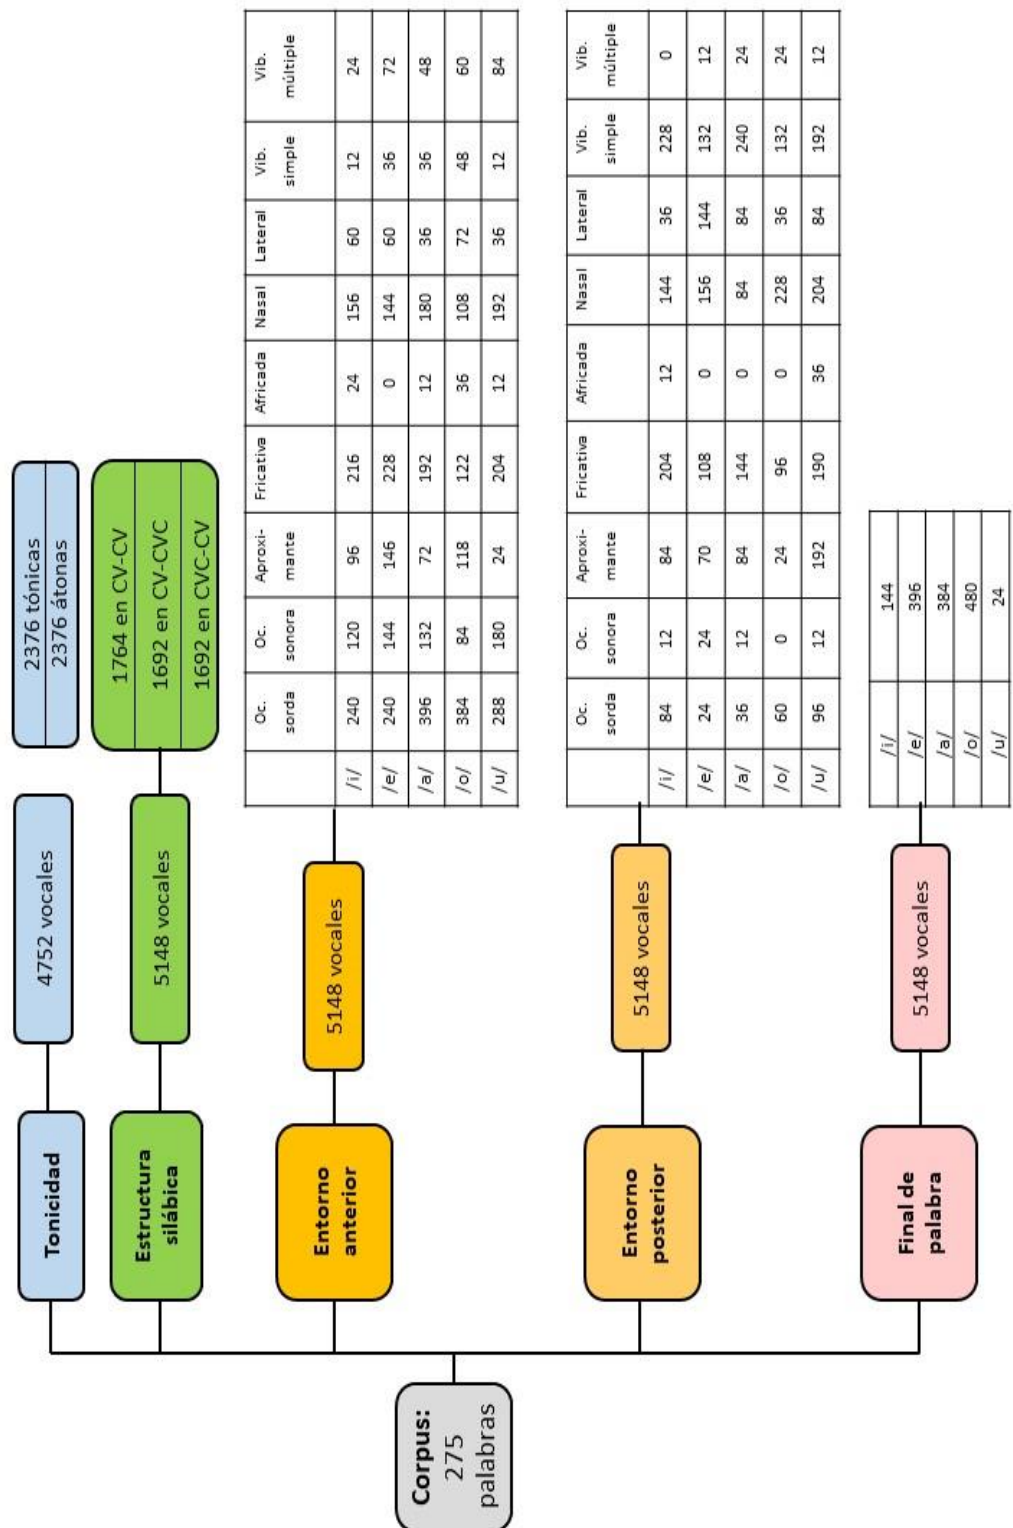 Corpus:
275
palabras
Tonicidad
4752 vocales
2376 tónicas
2376 átonas
Estructura
silábica
5148 vocales
1764 en CV-CV
1692 en CV-CVC
1692 en CVC-CV
Entorno
anterior
5148 vocales
Oc. sorda Oc. sonora Aproxi-mante Fricativa Africada Nasal Lateral Vib. simple Vib. múltiple
/i/ 240 120 96 216 24 156 60 12 24
/e/ 240 144 146 228 0 144 60 36 72
/a/ 396 132 72 192 12 180 36 36 48
/o/ 384 84 118 122 36 108 72 48 60
/u/ 288 180 24 204 12 192 36 12 84
Entorno
posterior
5148 vocales
Oc. sorda Oc. sonora Aproxi-mante Fricativa Africada Nasal Lateral Vib. simple Vib. múltiple
/i/ 84 12 84 204 12 144 36 228 0
/e/ 24 24 70 108 0 156 144 132 12
/a/ 36 12 84 144 0 84 84 240 24
/o/ 60 0 24 96 0 228 36 132 24
/u/ 96 12 192 190 36 204 84 192 12
Final de
palabra
5148 vocales
/i/ 144
/e/ 396
/a/ 384
/o/ 480
/u/ 24